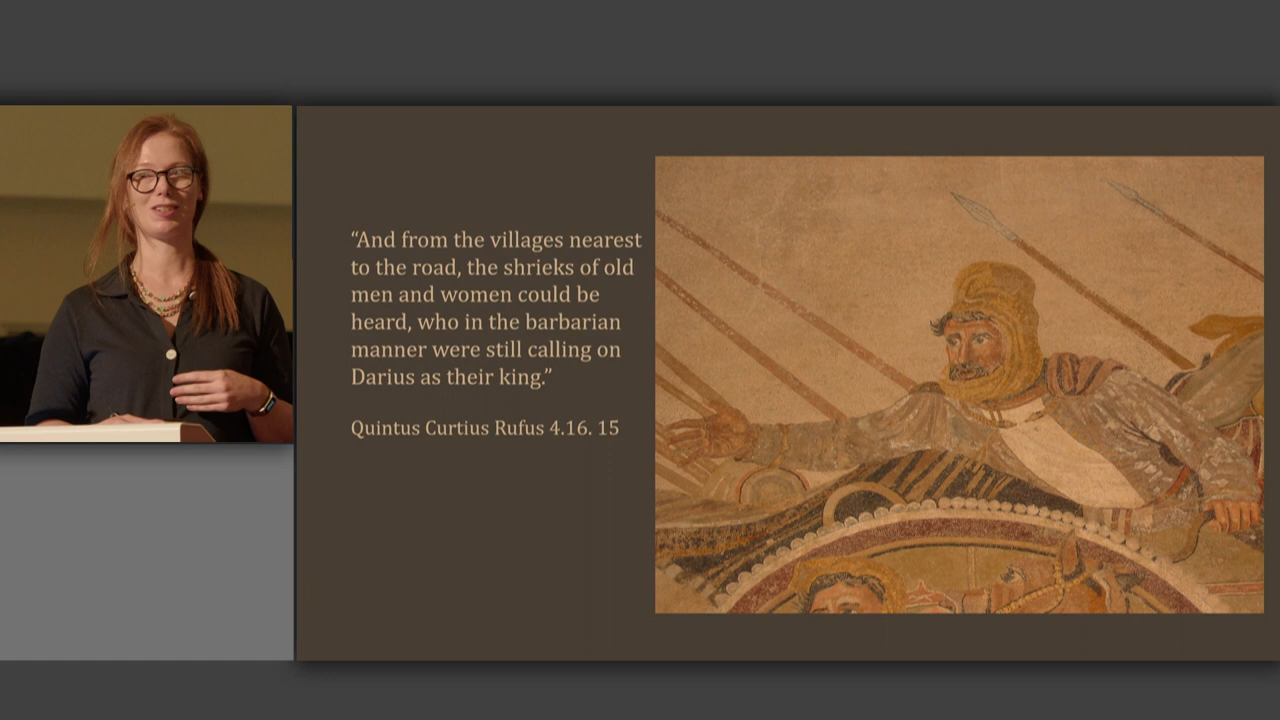 “And from the villages nearest
to the road, the shrieks of old
men and women could be
heard, who in the barbarian
manner were still calling on
Darius as their king.”
Quintus Curtius Rufus 4.16. 15